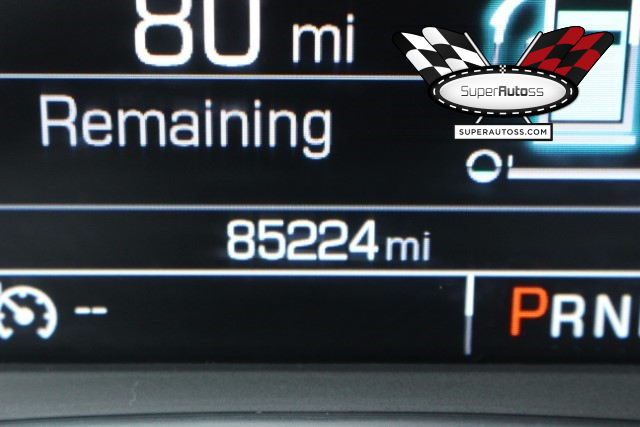 80 mi
SuperAutoss
SUPERAUTOSS.COM
Remaining
85224 mi
--
PRN